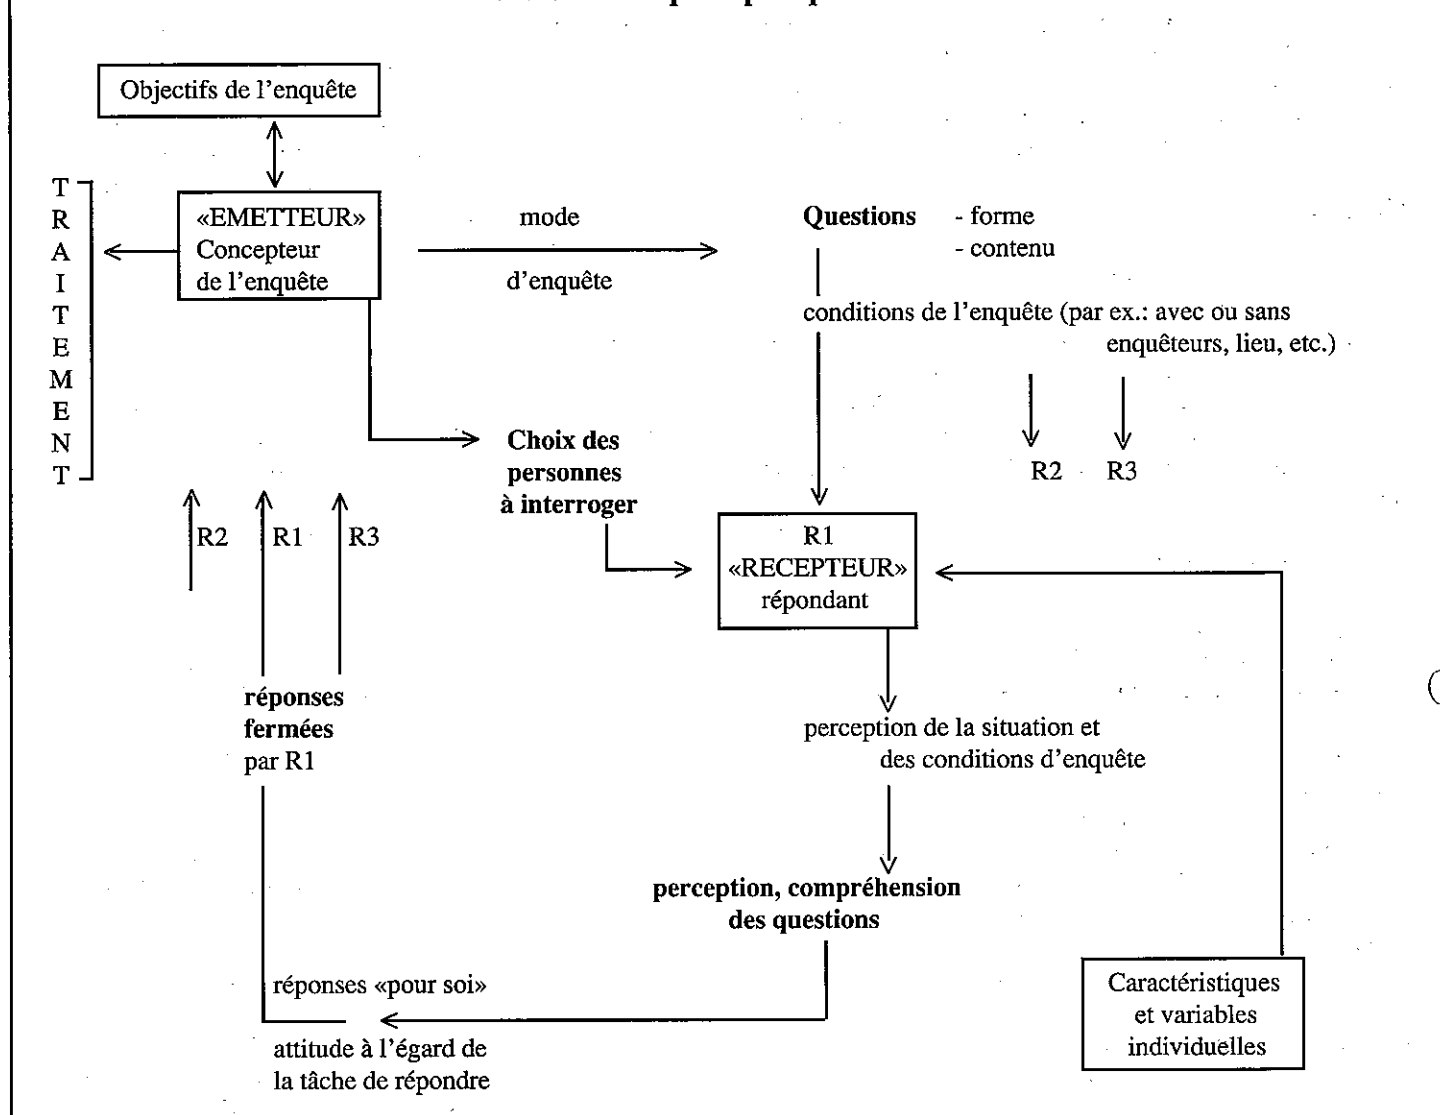 Objectifs de l'enquête
TRAITEMENT
«EMETTEUR»
Concepteur
de l'enquête
mode
d'enquête
Questions - forme
- contenu
conditions de l'enquête (par ex.: avec ou sans
enquêteurs, lieu, etc.)
R2 R3
Choix des
personnes
à interroger
R2 R1 R3
R1
«RECEPTEUR»
répondant
réponses
fermées
par R1
perception de la situation et
des conditions d'enquête
perception, compréhension
des questions
réponses «pour soi»
attitude à l'égard de
la tâche de répondre
Caractéristiques
et variables
individuelles